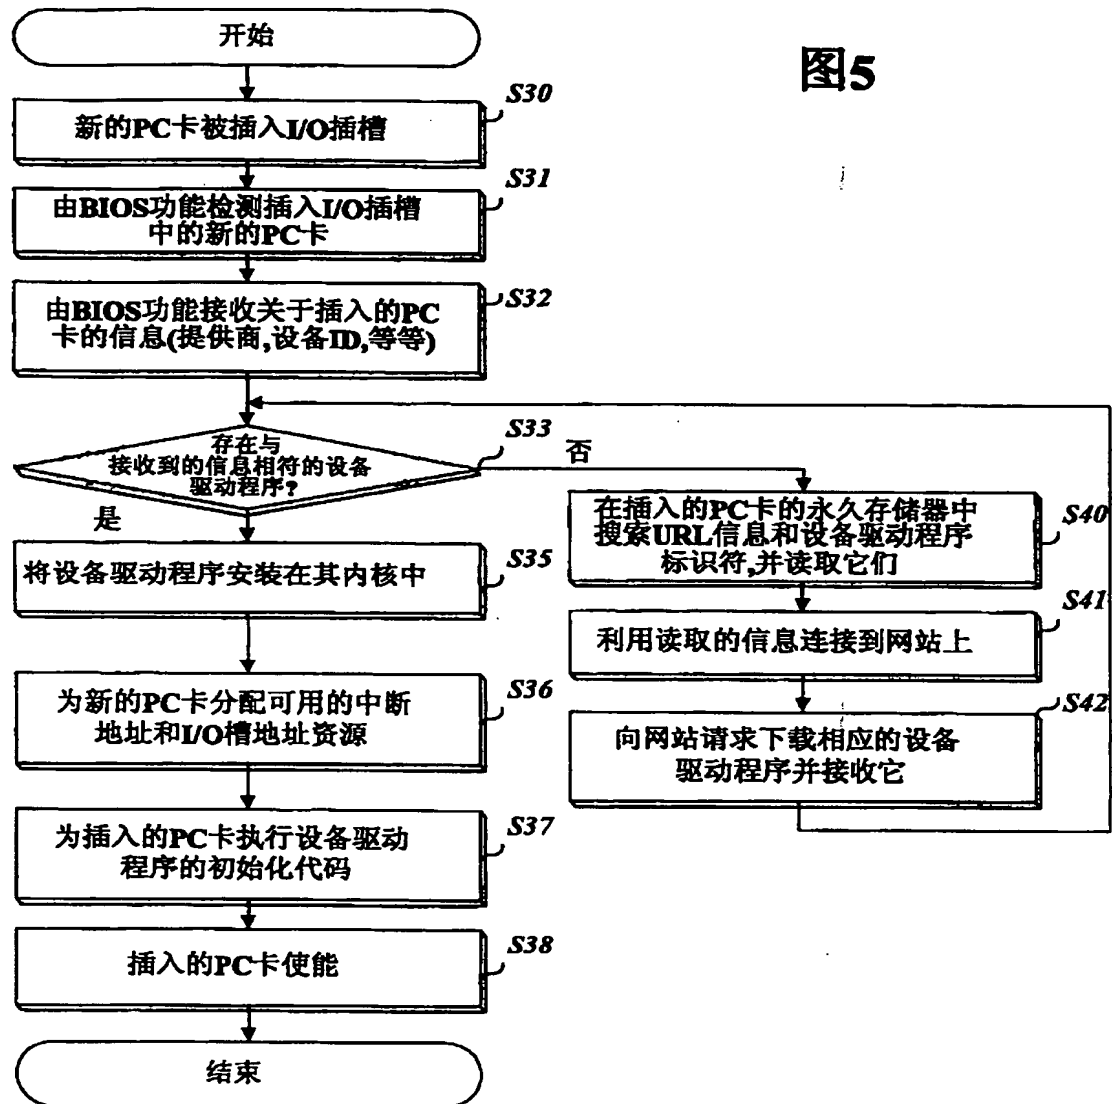 开始
图5
S30
新的PC卡被插入I/O插槽
S31
由BIOS功能检测插入I/O插槽
中的新的PC卡
S32
由BIOS功能接收关于插入的PC
卡的信息(提供商,设备ID,等等)
S33
存在与
接收到的信息相符的设备
驱动程序?
否
是
S40
在插入的PC卡的永久存储器中
搜索URL信息和设备驱动程序
标识符,并读取它们
S35
将设备驱动程序安装在其内核中
S41
利用读取的信息连接到网站上
S36
为新的PC卡分配可用的中断
地址和I/O槽地址资源
S42
向网站请求下载相应的设备
驱动程序并接收它
S37
为插入的PC卡执行设备驱动
程序的初始化代码
S38
插入的PC卡使能
结束